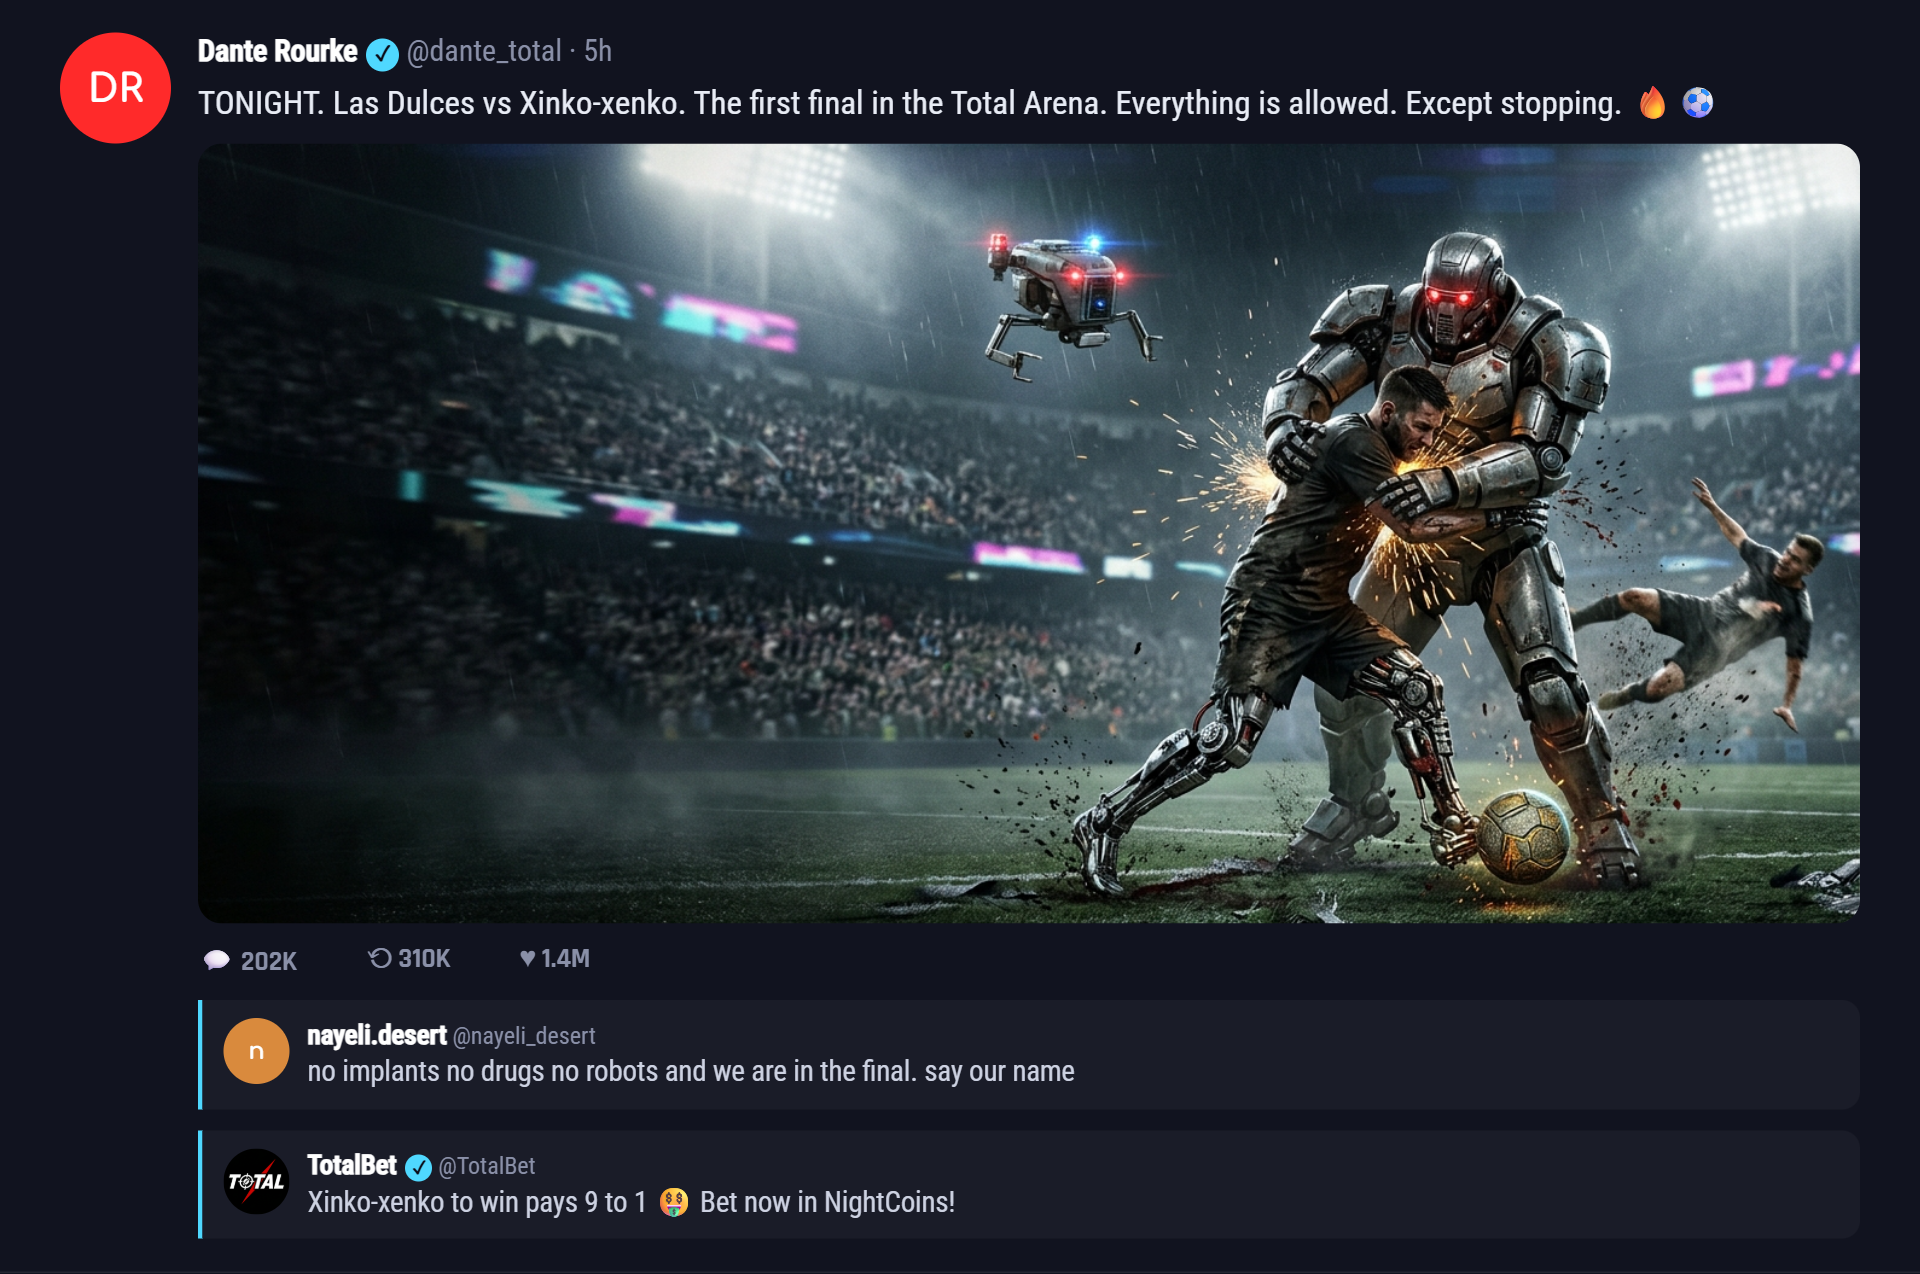 DR
Dante Rourke ✓ @dante_total · 5h
TONIGHT. Las Dulces vs Xinko-xenko. The first final in the Total Arena. Everything is allowed. Except stopping. 🔥 ⚽
202K 310K 1.4M
n
nayeli.desert @nayeli_desert
no implants no drugs no robots and we are in the final. say our name
TOTAL
TotalBet ✓ @TotalBet
Xinko-xenko to win pays 9 to 1 🤑 Bet now in NightCoins!